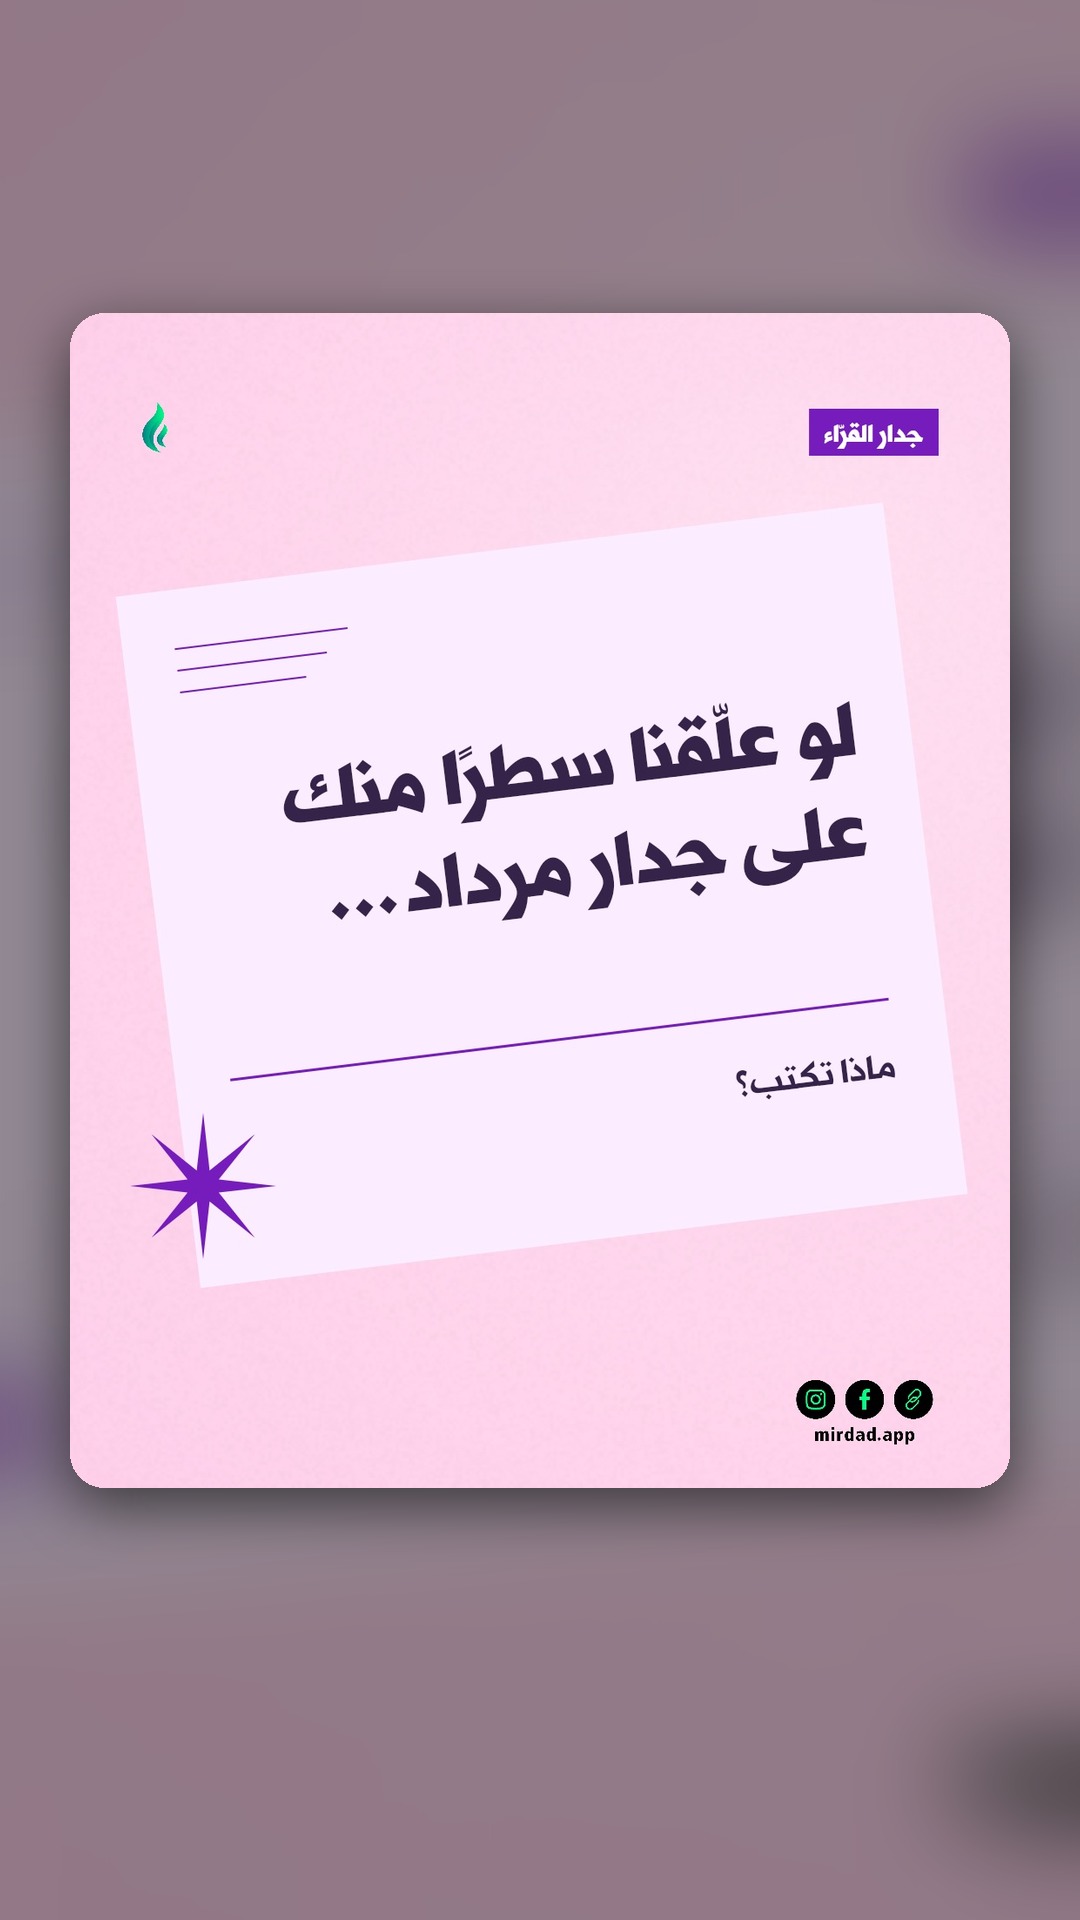 جدار القرّاء
لو علّقنا سطرًا منك
على جدار مرداد...
ماذا تكتب؟
mirdad.app